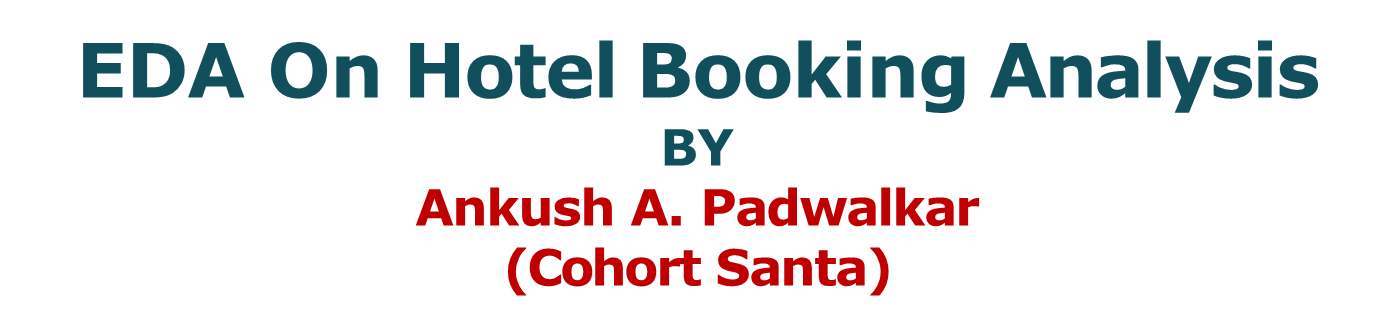 EDA On Hotel Booking Analysis
BY
Ankush A. Padwalkar
(Cohort Santa)